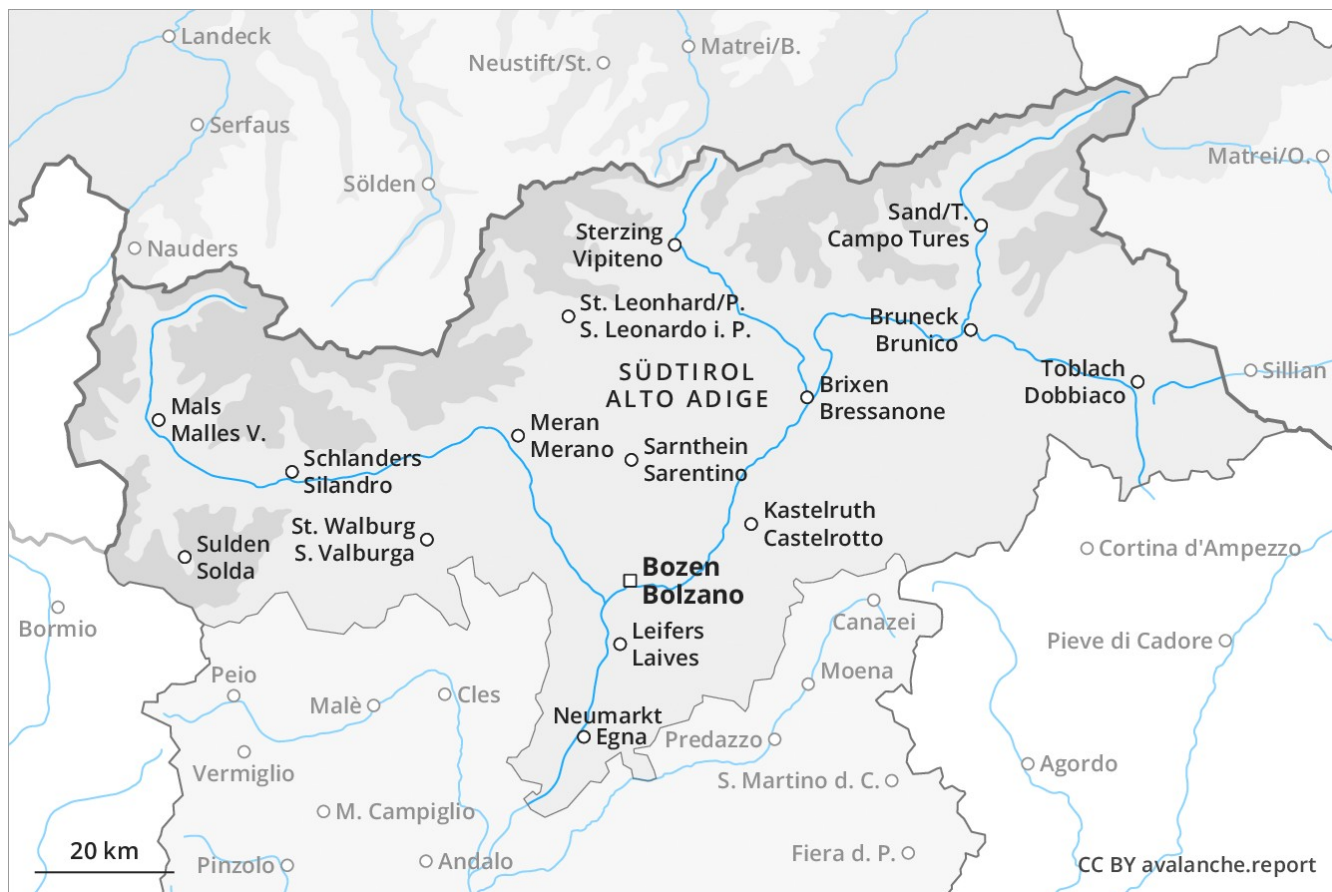 Landeck
Matrei/B.
Neustift/St.
Serfaus
Matrei/O.
Sölden
Sand/T.
Campo Tures
Sterzing
Vipiteno
Nauders
St. Leonhard/P.
S. Leonardo i. P.
Bruneck
Brunico
SÜDTIROL
ALTO ADIGE
Toblach
Dobbiaco
Sillian
Brixen
Bressanone
Mals
Malles V.
Meran
Merano
Sarnthein
Sarentino
Schlanders
Silandro
Kastelruth
Castelrotto
St. Walburg
S. Valburga
Sulden
Solda
Cortina d'Ampezzo
Bozen
Bolzano
Bormio
Canazei
Leifers
Laives
Pieve di Cadore
Peio
Moena
Malè
Cles
Neumarkt
Egna
Predazzo
Vermiglio
Agordo
S. Martino d. C.
M. Campiglio
20 km
Pinzolo
Andalo
Fiera d. P.
CC BY avalanche.report